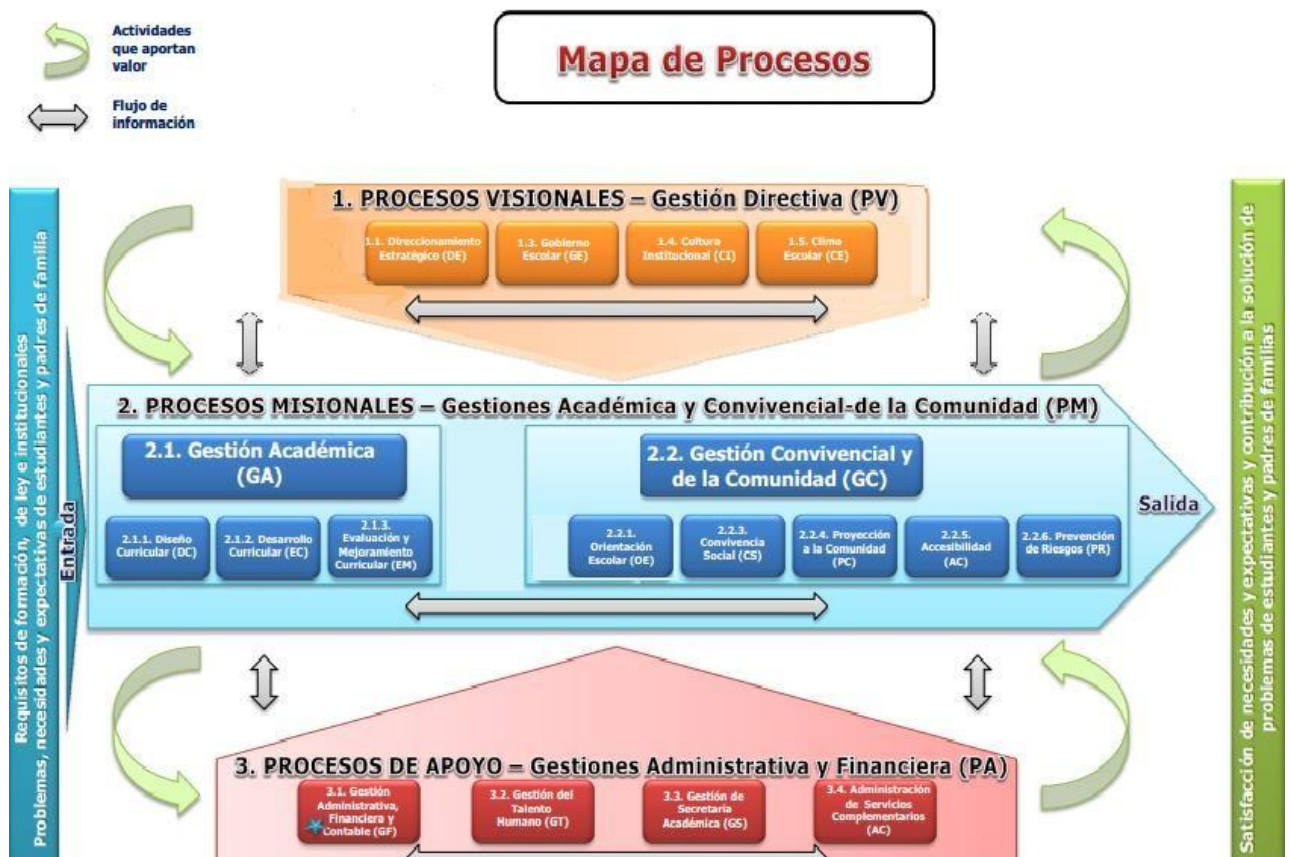 Actividades
que aportan
valor
Mapa de Procesos
Flujo de
información
1. PROCESOS VISIONALES – Gestión Directiva (PV)
1.1. Direccionamiento
Estratégico (DE)
1.3. Gobierno
Escolar (GE)
1.4. Cultura
Institucional (CI)
1.5. Clima
Escolar (CE)
Requisitos de formación, de ley e institucionales
Problemas, necesidades y expectativas de estudiantes y padres de familia
Entrada
2. PROCESOS MISIONALES – Gestiones Académica y Convivencial-de la Comunidad (PM)
2.1. Gestión Académica
(GA)
2.1.1. Diseño
Curricular (DC)
2.1.2. Desarrollo
Curricular (EC)
2.1.3.
Evaluación y
Mejoramiento
Curricular (EM)
2.2. Gestión Convivencial y
de la Comunidad (GC)
2.2.1.
Orientación
Escolar (OE)
2.2.3.
Convivencia
Social (CS)
2.2.4. Proyección
a la Comunidad
(PC)
2.2.5.
Accesibilidad
(AC)
2.2.6. Prevención
de Riesgos (PR)
Salida
Satisfacción de necesidades y expectativas y contribución a la solución de
problemas de estudiantes y padres de familias
3. PROCESOS DE APOYO – Gestiones Administrativa y Financiera (PA)
3.1. Gestión
Administrativa,
Financiera y
Contable (GF)
3.2. Gestión del
Talento
Humano (GT)
3.3. Gestión de
Secretaría
Académica (GS)
3.4. Administración
de Servicios
Complementarios
(AC)